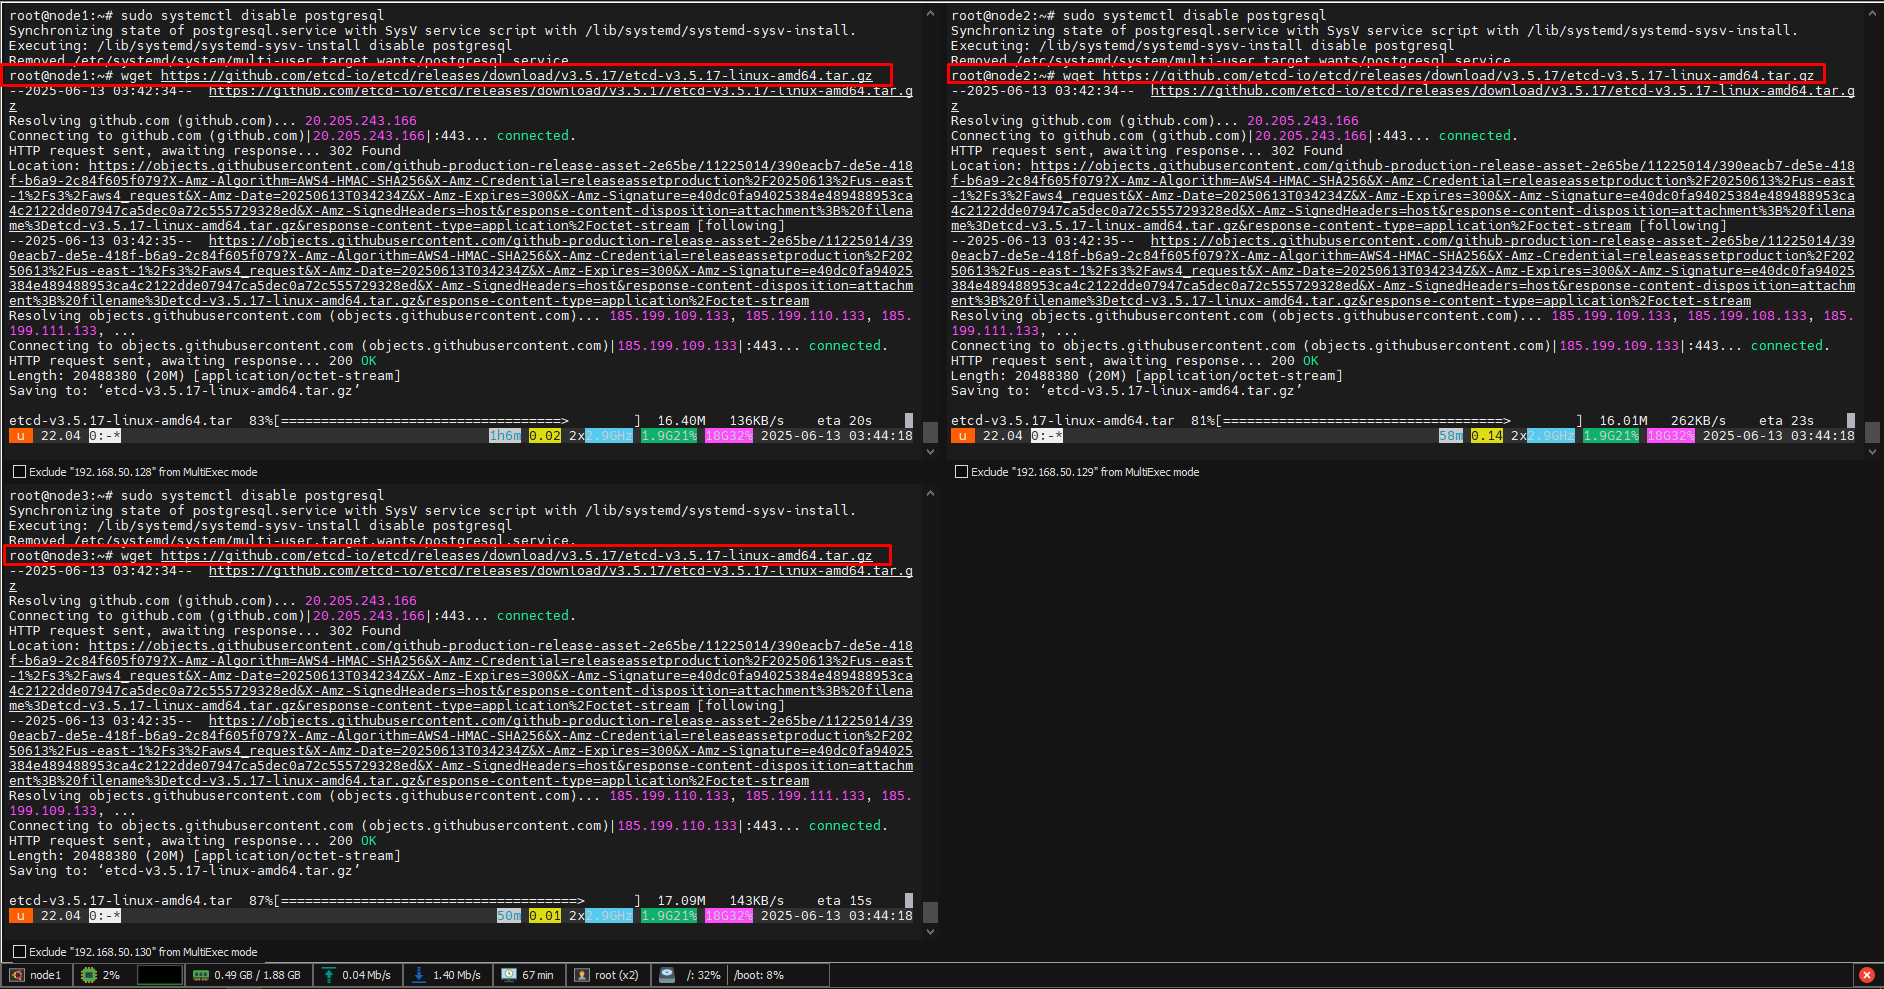 root@node1:~# sudo systemctl disable postgresql
Synchronizing state of postgresql.service with SysV service script with /lib/systemd/systemd-sysv-install.
Executing: /lib/systemd/systemd-sysv-install disable postgresql
Removed /etc/systemd/system/multi-user.target.wants/postgresql.service.
root@node1:~# wget https://github.com/etcd-io/etcd/releases/download/v3.5.17/etcd-v3.5.17-linux-amd64.tar.gz
--2025-06-13 03:42:34--  https://github.com/etcd-io/etcd/releases/download/v3.5.17/etcd-v3.5.17-linux-amd64.tar.g
z
Resolving github.com (github.com)... 20.205.243.166
Connecting to github.com (github.com)|20.205.243.166|:443... connected.
HTTP request sent, awaiting response... 302 Found
Location: https://objects.githubusercontent.com/github-production-release-asset-2e65be/11225014/390eacb7-de5e-418
f-b6a9-2c84f605f079?X-Amz-Algorithm=AWS4-HMAC-SHA256&X-Amz-Credential=releaseassetproduction%2F20250613%2Fus-east
-1%2Fs3%2Faws4_request&X-Amz-Date=20250613T034234Z&X-Amz-Expires=300&X-Amz-Signature=e40dc0fa94025384e489488953ca
4c2122dde07947ca5dec0a72c555729328ed&X-Amz-SignedHeaders=host&response-content-disposition=attachment%3B%20filena
me%3Detcd-v3.5.17-linux-amd64.tar.gz&response-content-type=application%2Foctet-stream [following]
--2025-06-13 03:42:35--  https://objects.githubusercontent.com/github-production-release-asset-2e65be/11225014/39
0eacb7-de5e-418f-b6a9-2c84f605f079?X-Amz-Algorithm=AWS4-HMAC-SHA256&X-Amz-Credential=releaseassetproduction%2F202
50613%2Fus-east-1%2Fs3%2Faws4_request&X-Amz-Date=20250613T034234Z&X-Amz-Expires=300&X-Amz-Signature=e40dc0fa94025
384e489488953ca4c2122dde07947ca5dec0a72c555729328ed&X-Amz-SignedHeaders=host&response-content-disposition=attachm
ent%3B%20filename%3Detcd-v3.5.17-linux-amd64.tar.gz&response-content-type=application%2Foctet-stream
Resolving objects.githubusercontent.com (objects.githubusercontent.com)... 185.199.109.133, 185.199.110.133, 185.
199.111.133, ...
Connecting to objects.githubusercontent.com (objects.githubusercontent.com)|185.199.109.133|:443... connected.
HTTP request sent, awaiting response... 200 OK
Length: 20488380 (20M) [application/octet-stream]
Saving to: ‘etcd-v3.5.17-linux-amd64.tar.gz’
etcd-v3.5.17-linux-amd64.tar  83%[===================================>        ]  16.40M   136KB/s    eta 20s
u 22.04 0:-* 1h6m 0.02 2x2.9GHz 1.9G21% 18G32% 2025-06-13 03:44:18
Exclude "192.168.50.128" from MultiExec mode
root@node2:~# sudo systemctl disable postgresql
Synchronizing state of postgresql.service with SysV service script with /lib/systemd/systemd-sysv-install.
Executing: /lib/systemd/systemd-sysv-install disable postgresql
Removed /etc/systemd/system/multi-user.target.wants/postgresql.service.
root@node2:~# wget https://github.com/etcd-io/etcd/releases/download/v3.5.17/etcd-v3.5.17-linux-amd64.tar.gz
--2025-06-13 03:42:34--  https://github.com/etcd-io/etcd/releases/download/v3.5.17/etcd-v3.5.17-linux-amd64.tar.g
z
Resolving github.com (github.com)... 20.205.243.166
Connecting to github.com (github.com)|20.205.243.166|:443... connected.
HTTP request sent, awaiting response... 302 Found
Location: https://objects.githubusercontent.com/github-production-release-asset-2e65be/11225014/390eacb7-de5e-418
f-b6a9-2c84f605f079?X-Amz-Algorithm=AWS4-HMAC-SHA256&X-Amz-Credential=releaseassetproduction%2F20250613%2Fus-east
-1%2Fs3%2Faws4_request&X-Amz-Date=20250613T034234Z&X-Amz-Expires=300&X-Amz-Signature=e40dc0fa94025384e489488953ca
4c2122dde07947ca5dec0a72c555729328ed&X-Amz-SignedHeaders=host&response-content-disposition=attachment%3B%20filena
me%3Detcd-v3.5.17-linux-amd64.tar.gz&response-content-type=application%2Foctet-stream [following]
--2025-06-13 03:42:35--  https://objects.githubusercontent.com/github-production-release-asset-2e65be/11225014/39
0eacb7-de5e-418f-b6a9-2c84f605f079?X-Amz-Algorithm=AWS4-HMAC-SHA256&X-Amz-Credential=releaseassetproduction%2F202
50613%2Fus-east-1%2Fs3%2Faws4_request&X-Amz-Date=20250613T034234Z&X-Amz-Expires=300&X-Amz-Signature=e40dc0fa94025
384e489488953ca4c2122dde07947ca5dec0a72c555729328ed&X-Amz-SignedHeaders=host&response-content-disposition=attachm
ent%3B%20filename%3Detcd-v3.5.17-linux-amd64.tar.gz&response-content-type=application%2Foctet-stream
Resolving objects.githubusercontent.com (objects.githubusercontent.com)... 185.199.109.133, 185.199.108.133, 185.
199.111.133, ...
Connecting to objects.githubusercontent.com (objects.githubusercontent.com)|185.199.109.133|:443... connected.
HTTP request sent, awaiting response... 200 OK
Length: 20488380 (20M) [application/octet-stream]
Saving to: ‘etcd-v3.5.17-linux-amd64.tar.gz’
etcd-v3.5.17-linux-amd64.tar  81%[===================================>        ]  16.01M   262KB/s    eta 23s
u 22.04 0:-* 58m 0.14 2x2.9GHz 1.9G21% 18G32% 2025-06-13 03:44:18
Exclude "192.168.50.129" from MultiExec mode
root@node3:~# sudo systemctl disable postgresql
Synchronizing state of postgresql.service with SysV service script with /lib/systemd/systemd-sysv-install.
Executing: /lib/systemd/systemd-sysv-install disable postgresql
Removed /etc/systemd/system/multi-user.target.wants/postgresql.service.
root@node3:~# wget https://github.com/etcd-io/etcd/releases/download/v3.5.17/etcd-v3.5.17-linux-amd64.tar.gz
--2025-06-13 03:42:34--  https://github.com/etcd-io/etcd/releases/download/v3.5.17/etcd-v3.5.17-linux-amd64.tar.g
z
Resolving github.com (github.com)... 20.205.243.166
Connecting to github.com (github.com)|20.205.243.166|:443... connected.
HTTP request sent, awaiting response... 302 Found
Location: https://objects.githubusercontent.com/github-production-release-asset-2e65be/11225014/390eacb7-de5e-418
f-b6a9-2c84f605f079?X-Amz-Algorithm=AWS4-HMAC-SHA256&X-Amz-Credential=releaseassetproduction%2F20250613%2Fus-east
-1%2Fs3%2Faws4_request&X-Amz-Date=20250613T034234Z&X-Amz-Expires=300&X-Amz-Signature=e40dc0fa94025384e489488953ca
4c2122dde07947ca5dec0a72c555729328ed&X-Amz-SignedHeaders=host&response-content-disposition=attachment%3B%20filena
me%3Detcd-v3.5.17-linux-amd64.tar.gz&response-content-type=application%2Foctet-stream [following]
--2025-06-13 03:42:35--  https://objects.githubusercontent.com/github-production-release-asset-2e65be/11225014/39
0eacb7-de5e-418f-b6a9-2c84f605f079?X-Amz-Algorithm=AWS4-HMAC-SHA256&X-Amz-Credential=releaseassetproduction%2F202
50613%2Fus-east-1%2Fs3%2Faws4_request&X-Amz-Date=20250613T034234Z&X-Amz-Expires=300&X-Amz-Signature=e40dc0fa94025
384e489488953ca4c2122dde07947ca5dec0a72c555729328ed&X-Amz-SignedHeaders=host&response-content-disposition=attachm
ent%3B%20filename%3Detcd-v3.5.17-linux-amd64.tar.gz&response-content-type=application%2Foctet-stream
Resolving objects.githubusercontent.com (objects.githubusercontent.com)... 185.199.110.133, 185.199.111.133, 185.
199.109.133, ...
Connecting to objects.githubusercontent.com (objects.githubusercontent.com)|185.199.110.133|:443... connected.
HTTP request sent, awaiting response... 200 OK
Length: 20488380 (20M) [application/octet-stream]
Saving to: ‘etcd-v3.5.17-linux-amd64.tar.gz’
etcd-v3.5.17-linux-amd64.tar  87%[=====================================>      ]  17.09M   143KB/s    eta 15s
u 22.04 0:-* 50m 0.01 2x2.9GHz 1.9G21% 18G32% 2025-06-13 03:44:18
Exclude "192.168.50.130" from MultiExec mode
node1 2% 0.49 GB / 1.88 GB 0.04 Mb/s 1.40 Mb/s 67 min root (x2) /: 32% /boot: 8%